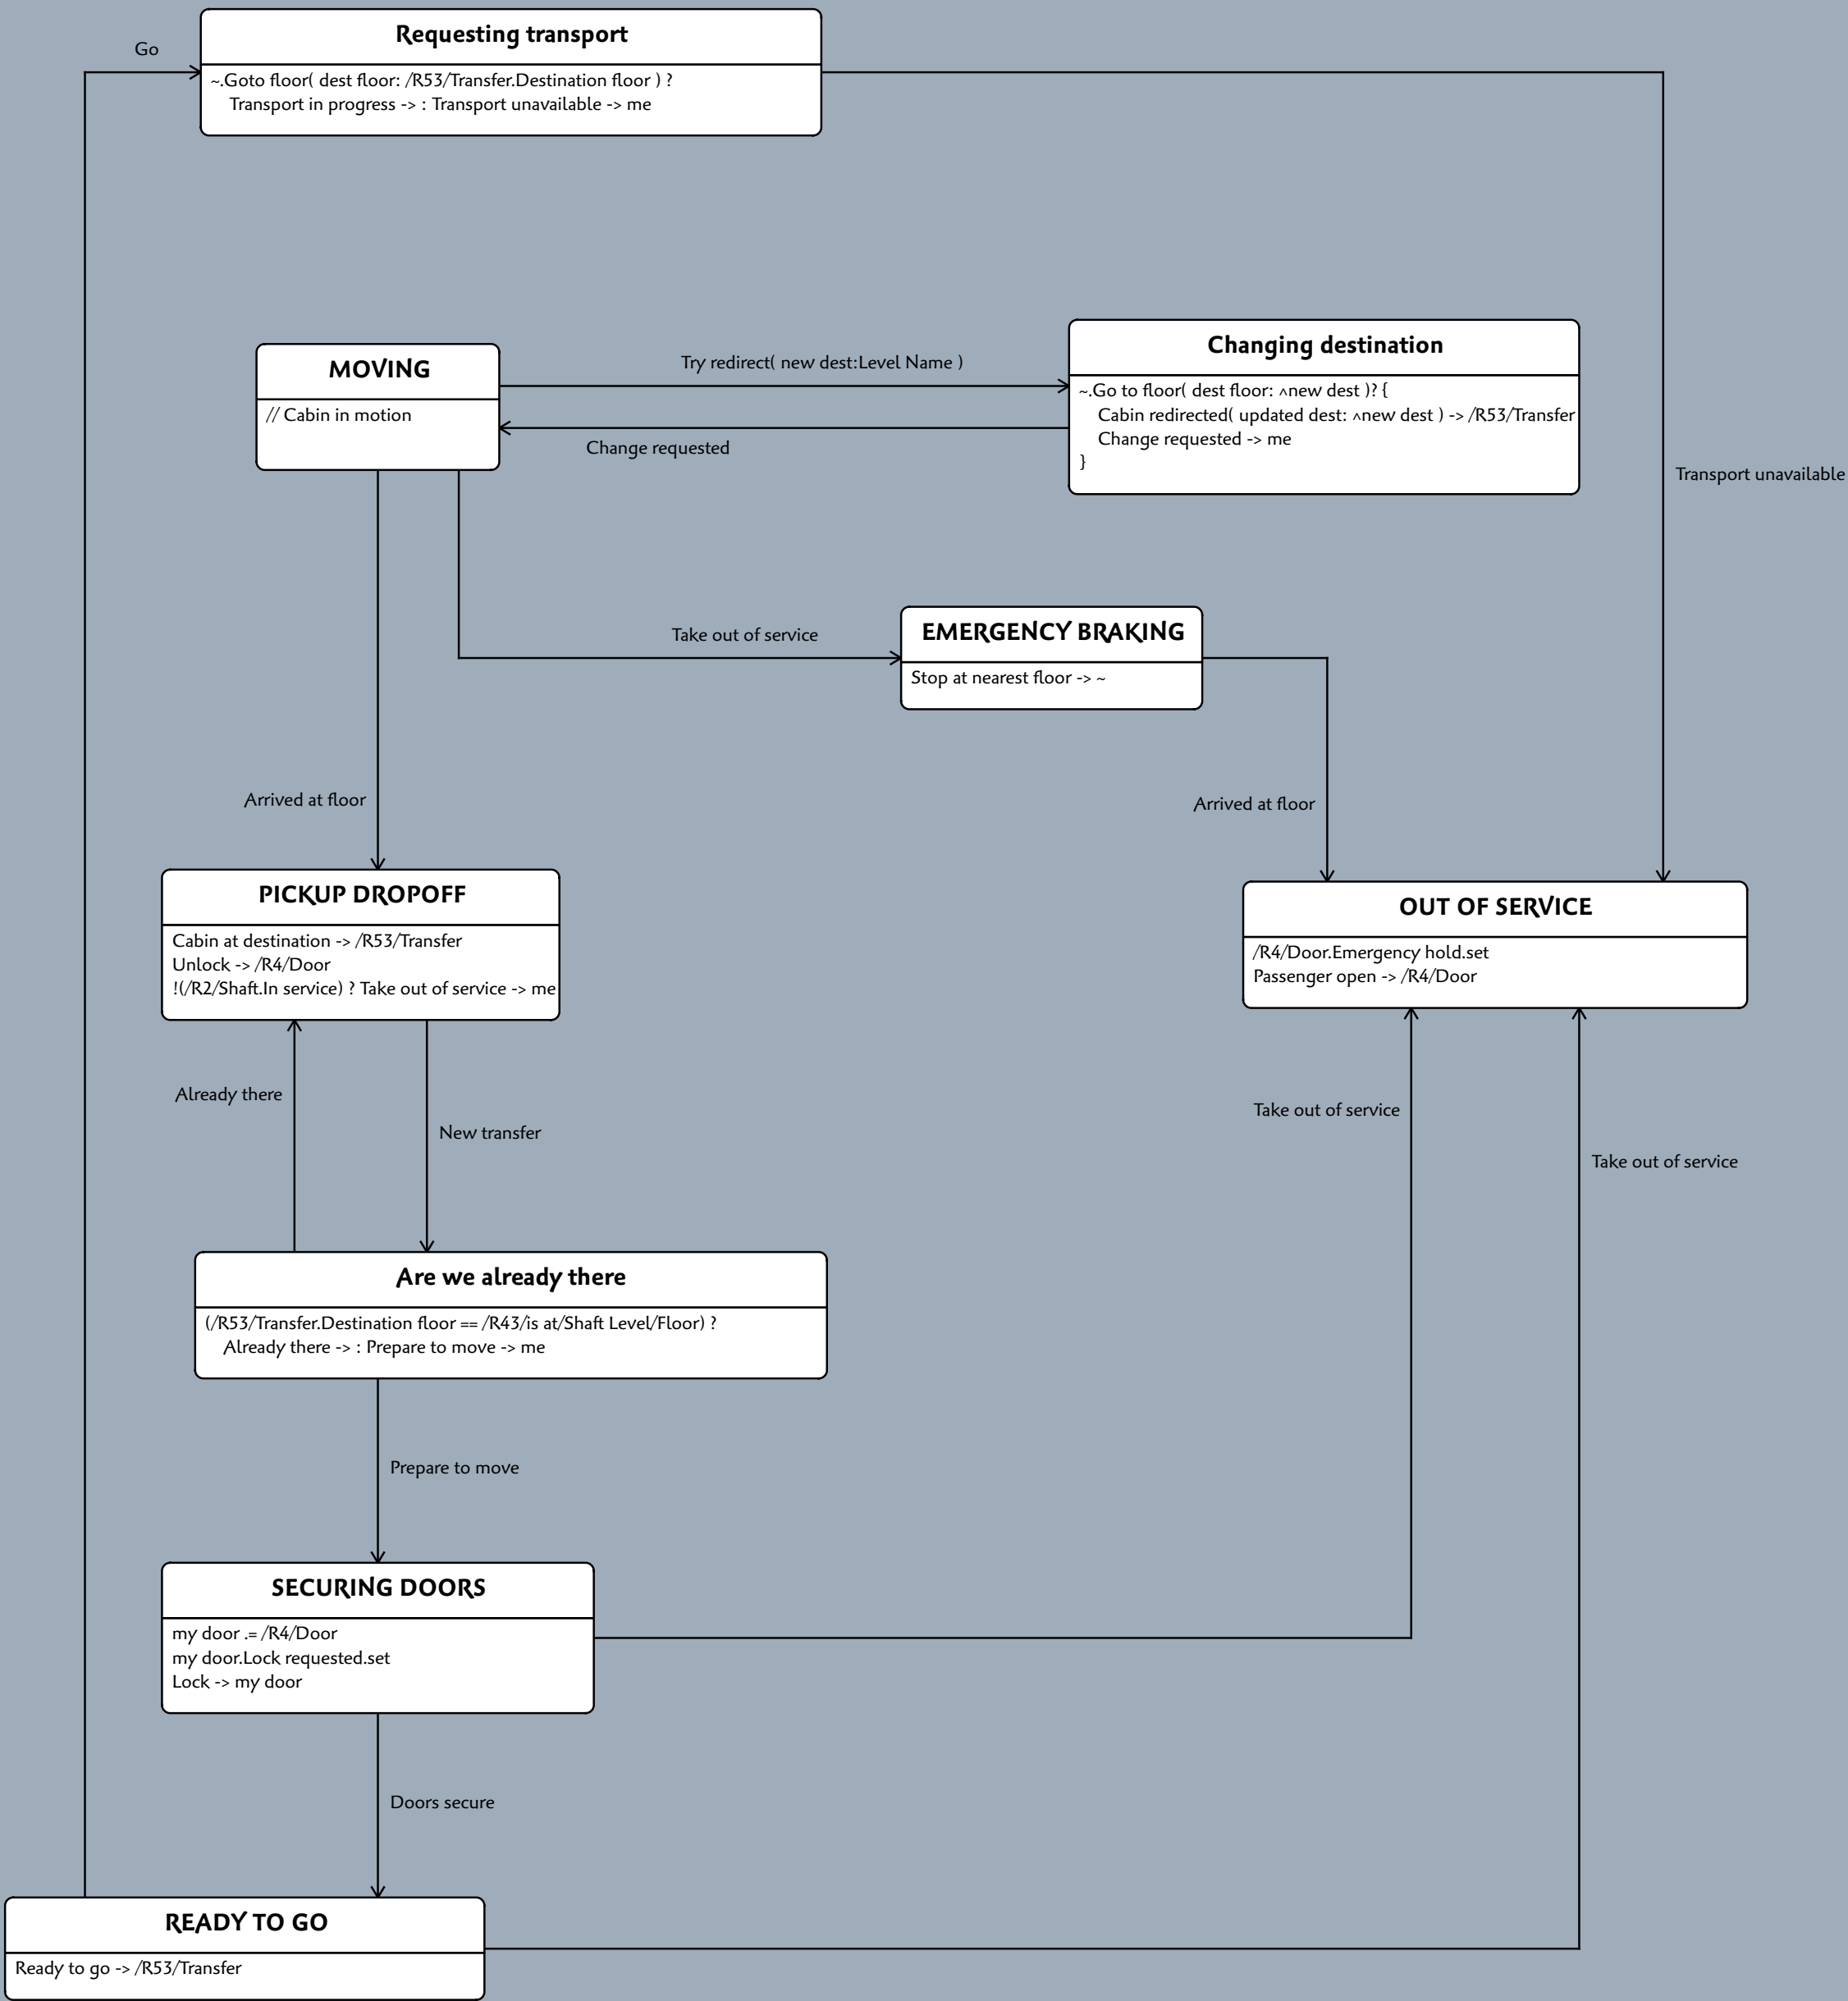 Go
Requesting transport
~.Goto floor( dest floor: /R53/Transfer.Destination floor ) ?
Transport in progress -> : Transport unavailable -> me
MOVING
// Cabin in motion
Try redirect( new dest:Level Name )
Change requested
Changing destination
~.Go to floor( dest floor: ^new dest )? {
Cabin redirected( updated dest: ^new dest ) -> /R53/Transfer
Change requested -> me
}
Transport unavailable
Take out of service
EMERGENCY BRAKING
Stop at nearest floor -> ~
Arrived at floor
Arrived at floor
PICKUP DROPOFF
Cabin at destination -> /R53/Transfer
Unlock -> /R4/Door
!(/R2/Shaft.In service) ? Take out of service -> me
OUT OF SERVICE
/R4/Door.Emergency hold.set
Passenger open -> /R4/Door
Already there
New transfer
Take out of service
Take out of service
Are we already there
(/R53/Transfer.Destination floor == /R43/is at/Shaft Level/Floor) ?
Already there -> : Prepare to move -> me
Prepare to move
SECURING DOORS
my door .= /R4/Door
my door.Lock requested.set
Lock -> my door
Doors secure
READY TO GO
Ready to go -> /R53/Transfer